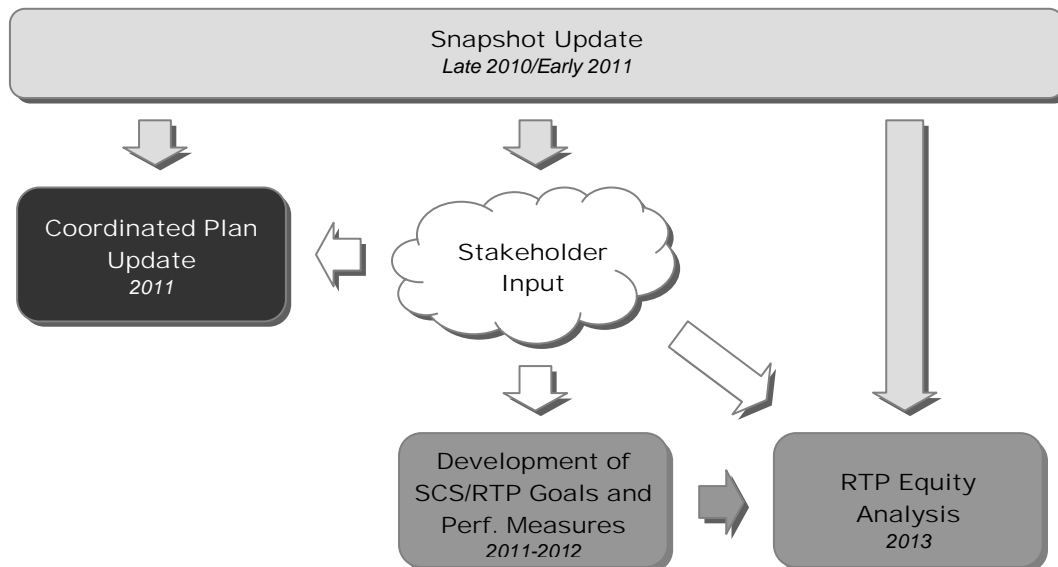 Snapshot Update
Late 2010/Early 2011
Coordinated Plan
Update
2011
Stakeholder
Input
Development of
SCS/RTP Goals and
Perf. Measures
2011-2012
RTP Equity
Analysis
2013